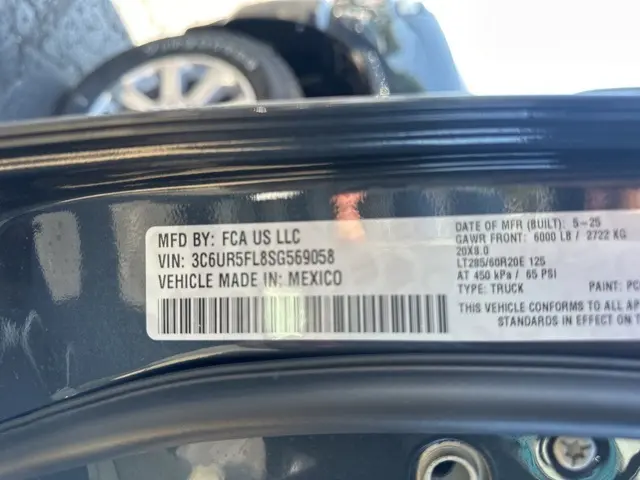 MFD BY: FCA US LLC
VIN: 3C6UR5FL8SG569058
VEHICLE MADE IN: MEXICO
DATE OF MFR (BUILT): 5-25
GAWR FRONT: 6000 LB / 2722 KG
20X8.0
LT285/60R20E 125
AT 450 kPa / 65 PSI
TYPE: TRUCK PAINT:
THIS VEHICLE CONFORMS TO ALL
STANDARDS IN EFFECT ON